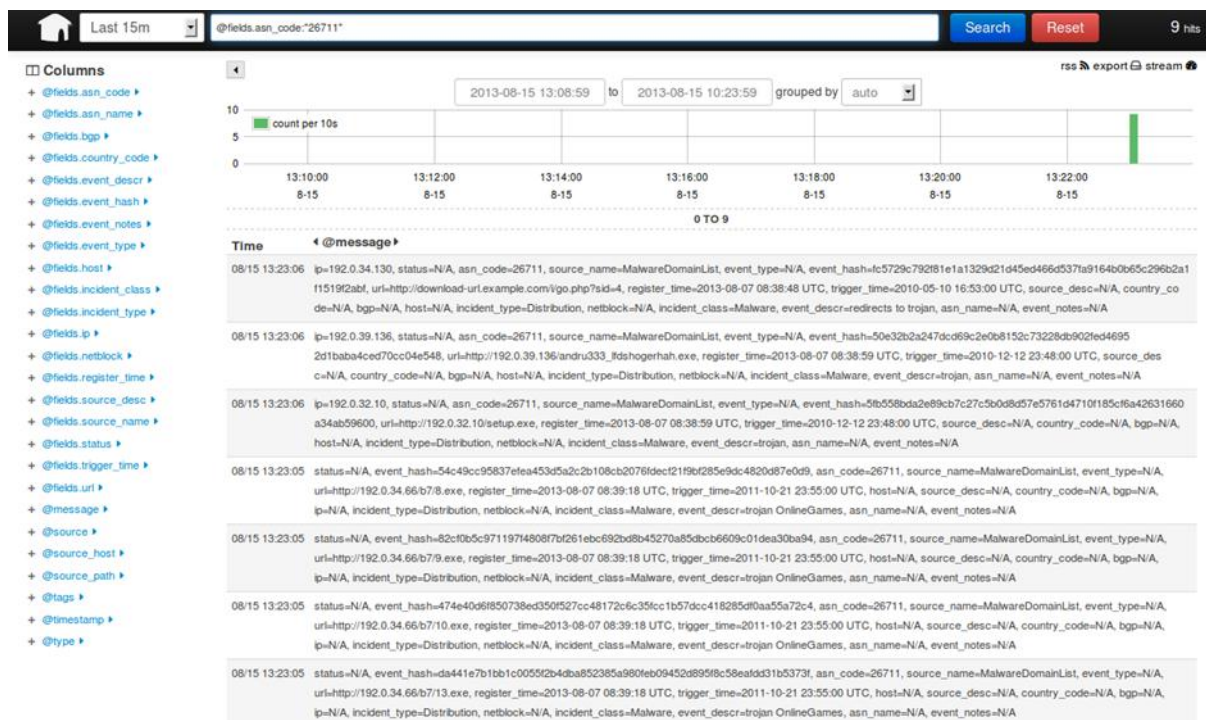 Last 15m
@fields.asn_code:"26711"
Search
Reset
9 hits
Columns
@fields.asn_code
@fields.asn_name
@fields.bgp
@fields.country_code
@fields.event_descr
@fields.event_hash
@fields.event_notes
@fields.event_type
@fields.host
@fields.incident_class
@fields.incident_type
@fields.ip
@fields.netblock
@fields.register_time
@fields.source_desc
@fields.source_name
@fields.status
@fields.trigger_time
@fields.url
@message
@source
@source_host
@source_path
@tags
@timestamp
@type
rss export stream
2013-08-15 13:08:59 to 2013-08-15 10:23:59 grouped by auto
10
5
0
count per 10s
13:10:00 13:12:00 13:14:00 13:16:00 13:18:00 13:20:00 13:22:00
8-15 8-15 8-15 8-15 8-15 8-15 8-15
0 TO 9
Time @message
08/15 13:23:06 ip=192.0.34.130, status=N/A, asn_code=26711, source_name=MalwareDomainList, event_type=N/A, event_hash=fc5729c792f81e1a1329d21d45ed466d537fa9164b0b65c296b2a1
f1519f2abf, url=http://download-url.example.com/i/go.php?sid=4, register_time=2013-08-07 08:38:48 UTC, trigger_time=2010-05-10 16:53:00 UTC, source_desc=N/A, country_co
de=N/A, bgp=N/A, host=N/A, incident_type=Distribution, netblock=N/A, incident_class=Malware, event_descr=redirects to trojan, asn_name=N/A, event_notes=N/A
08/15 13:23:06 ip=192.0.39.136, status=N/A, asn_code=26711, source_name=MalwareDomainList, event_type=N/A, event_hash=50e32b2a247dcd69c2e0b8152c73228db902fed4695
2d1baba4ced70cc04e548, url=http://192.0.39.136/andru333_lfdshogerhah.exe, register_time=2013-08-07 08:38:59 UTC, trigger_time=2010-12-12 23:48:00 UTC, source_des
c=N/A, country_code=N/A, bgp=N/A, host=N/A, incident_type=Distribution, netblock=N/A, incident_class=Malware, event_descr=trojan, asn_name=N/A, event_notes=N/A
08/15 13:23:06 ip=192.0.32.10, status=N/A, asn_code=26711, source_name=MalwareDomainList, event_type=N/A, event_hash=5fb558bda2e89cb7c27c5b0d8d57e5761d4710f185cf6a42631660
a34ab59600, url=http://192.0.32.10/setup.exe, register_time=2013-08-07 08:38:59 UTC, trigger_time=2010-12-12 23:48:00 UTC, source_desc=N/A, country_code=N/A, bgp=N/A,
host=N/A, incident_type=Distribution, netblock=N/A, incident_class=Malware, event_descr=trojan, asn_name=N/A, event_notes=N/A
08/15 13:23:05 status=N/A, event_hash=54c49cc95837efea453d5a2c2b108cb2076fdecf21f9bf285e9dc4820d87e0d9, asn_code=26711, source_name=MalwareDomainList, event_type=N/A,
url=http://192.0.34.66/b7/8.exe, register_time=2013-08-07 08:39:18 UTC, trigger_time=2011-10-21 23:55:00 UTC, host=N/A, source_desc=N/A, country_code=N/A, bgp=N/A,
ip=N/A, incident_type=Distribution, netblock=N/A, incident_class=Malware, event_descr=trojan OnlineGames, asn_name=N/A, event_notes=N/A
08/15 13:23:05 status=N/A, event_hash=82cf0b5c971197f4808f7bf261ebc692bd8b45270a85dbcb6609c01dea30ba94, asn_code=26711, source_name=MalwareDomainList, event_type=N/A,
url=http://192.0.34.66/b7/9.exe, register_time=2013-08-07 08:39:18 UTC, trigger_time=2011-10-21 23:55:00 UTC, host=N/A, source_desc=N/A, country_code=N/A, bgp=N/A,
ip=N/A, incident_type=Distribution, netblock=N/A, incident_class=Malware, event_descr=trojan OnlineGames, asn_name=N/A, event_notes=N/A
08/15 13:23:05 status=N/A, event_hash=474e40d6f850738ed350f527cc48172c6c35fcc1b57dcc418285df0aa55a72c4, asn_code=26711, source_name=MalwareDomainList, event_type=N/A,
url=http://192.0.34.66/b7/10.exe, register_time=2013-08-07 08:39:18 UTC, trigger_time=2011-10-21 23:55:00 UTC, host=N/A, source_desc=N/A, country_code=N/A, bgp=N/A,
ip=N/A, incident_type=Distribution, netblock=N/A, incident_class=Malware, event_descr=trojan OnlineGames, asn_name=N/A, event_notes=N/A
08/15 13:23:05 status=N/A, event_hash=da441e7b1bb1c0055f2b4dba852385a980feb09452d895f8c58eafdd31b5373f, asn_code=26711, source_name=MalwareDomainList, event_type=N/A,
url=http://192.0.34.66/b7/13.exe, register_time=2013-08-07 08:39:18 UTC, trigger_time=2011-10-21 23:55:00 UTC, host=N/A, source_desc=N/A, country_code=N/A, bgp=N/A,
ip=N/A, incident_type=Distribution, netblock=N/A, incident_class=Malware, event_descr=trojan OnlineGames, asn_name=N/A, event_notes=N/A